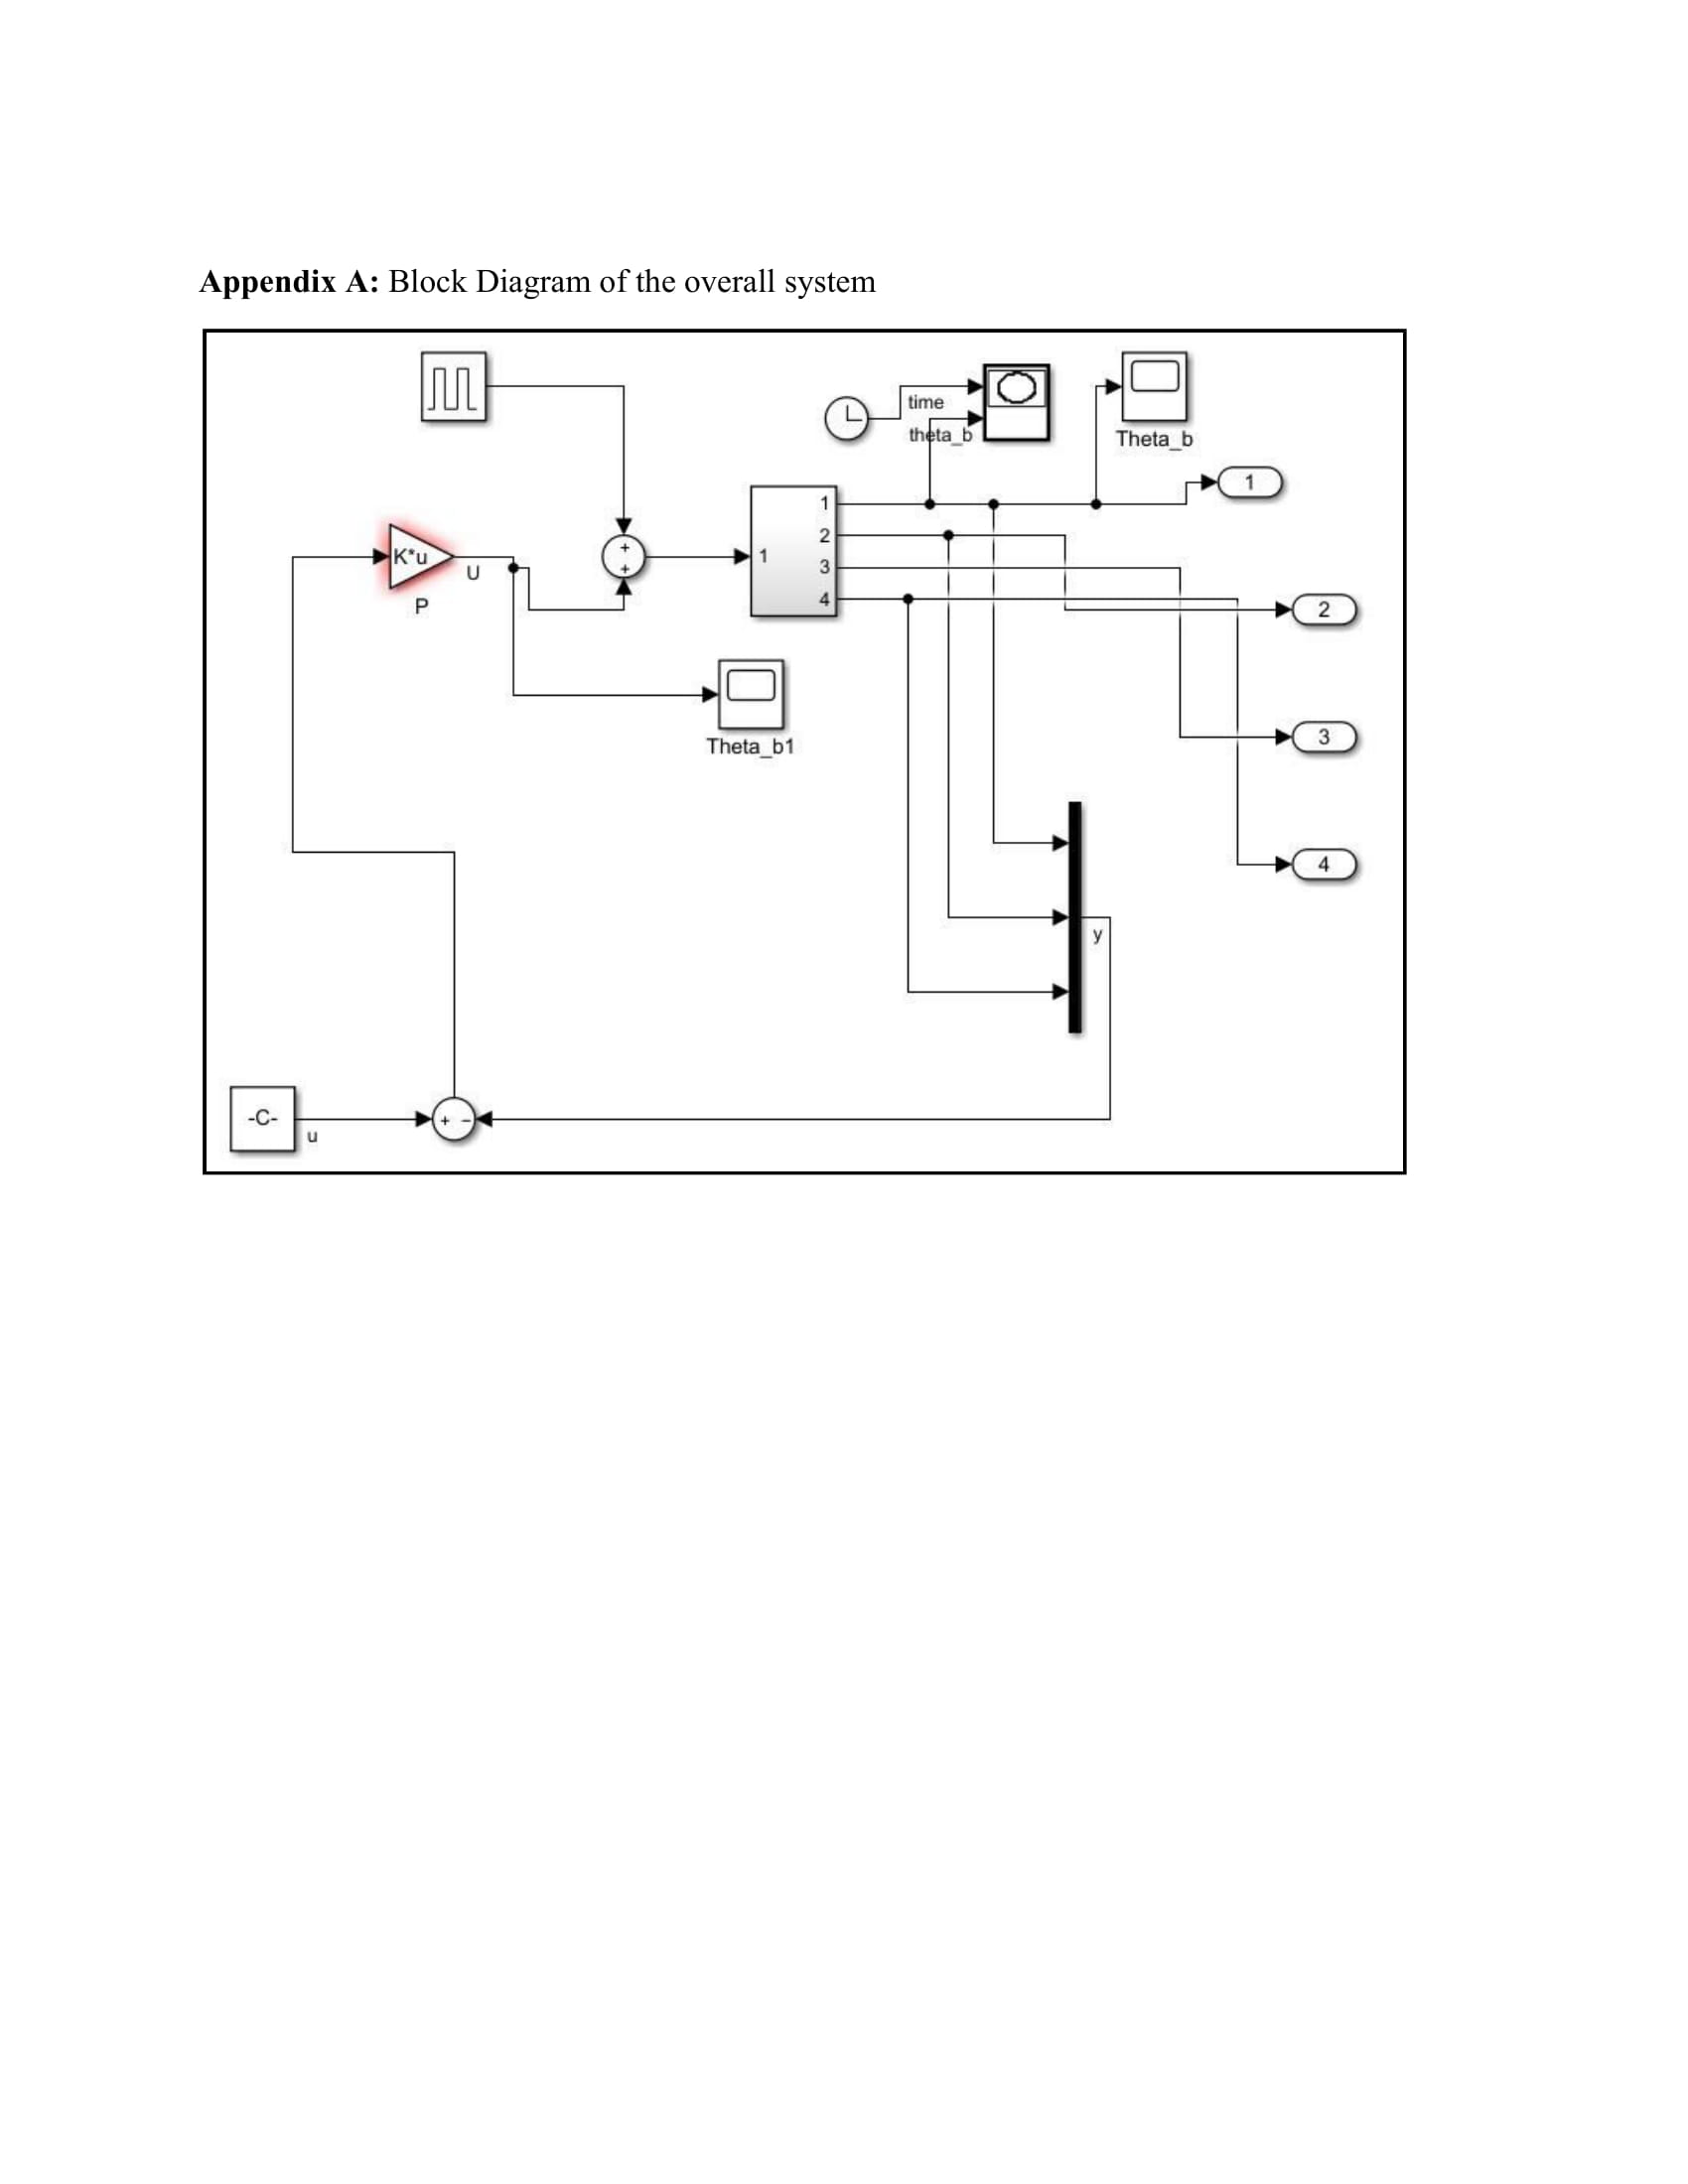 Appendix A: Block Diagram of the overall system
time
theta_b
Theta_b
1
1
2
3
4
1
K*u
U
P
+
+
2
Theta_b1
3
4
y
-C-
u
+ −